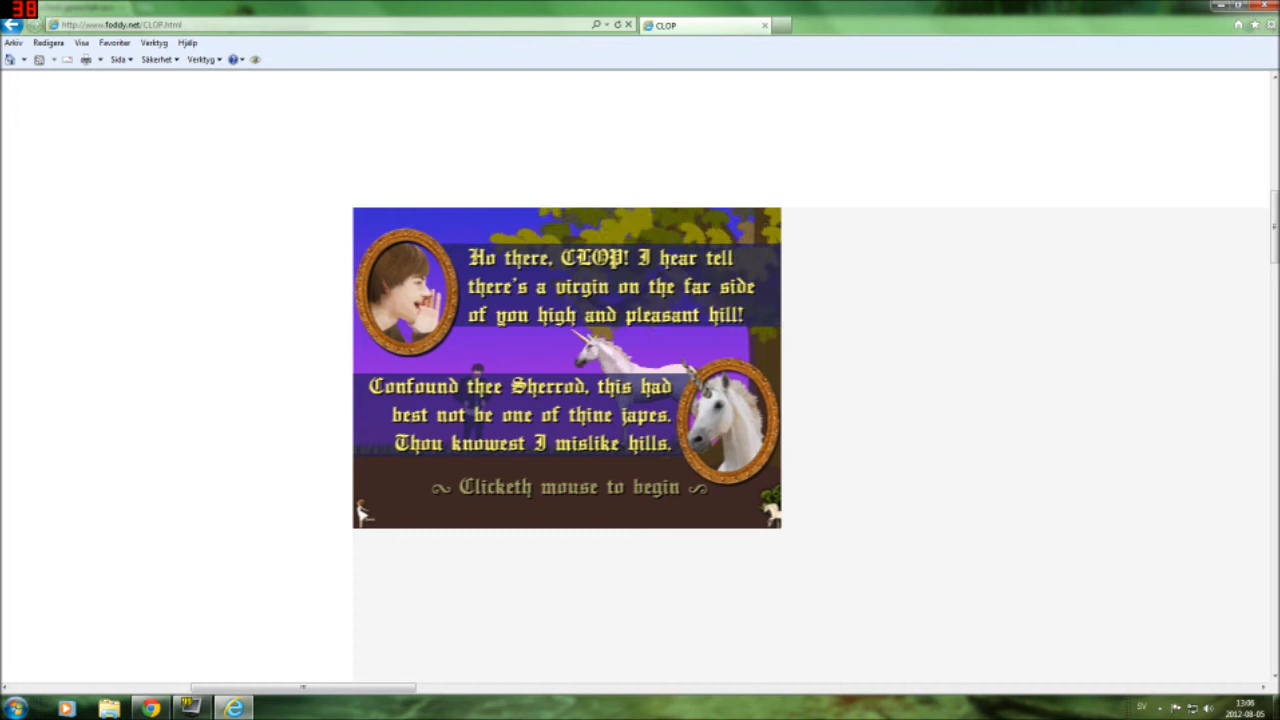 38
http://www.foddy.net/CLOP.html
CLOP
Arkiv Redigera Visa Favoriter Verktyg Hjälp
Sida Säkerhet Verktyg
Ho there, CLOP! I hear tell
there's a virgin on the far side
of yon high and pleasant hill!
Confound thee Sherrod, this had
best not be one of thine japes.
Thou knowest I mislike hills.
~ Clicketh mouse to begin ~
SV
13:06
2012-08-05